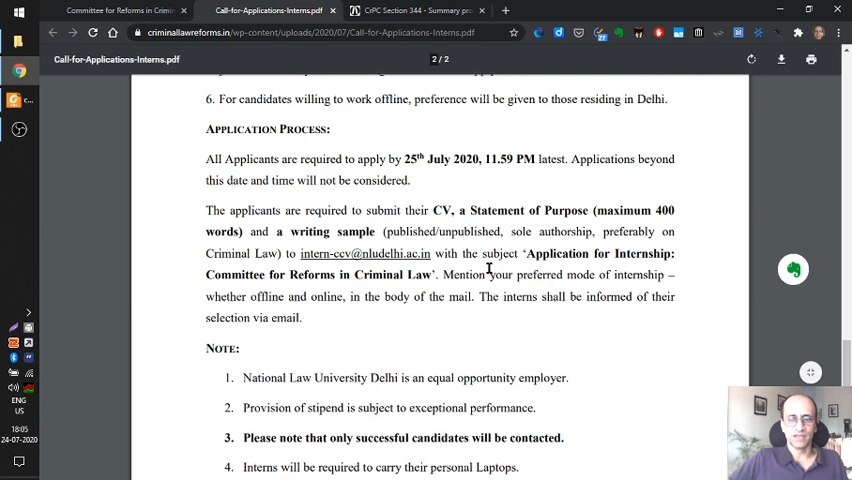 Committee for Reforms in Crimin
Call-for-Applications-Interns.pdf
CrPC Section 344 - Summary pro
criminallawreforms.in/wp-content/uploads/2020/07/Call-for-Applications-Interns.pdf
Call-for-Applications-Interns.pdf
2 / 2
6. For candidates willing to work offline, preference will be given to those residing in Delhi.
APPLICATION PROCESS:
All Applicants are required to apply by 25th July 2020, 11.59 PM latest. Applications beyond
this date and time will not be considered.
The applicants are required to submit their CV, a Statement of Purpose (maximum 400
words) and a writing sample (published/unpublished, sole authorship, preferably on
Criminal Law) to intern-ccv@nludelhi.ac.in with the subject ‘Application for Internship:
Committee for Reforms in Criminal Law’. Mention your preferred mode of internship –
whether offline and online, in the body of the mail. The interns shall be informed of their
selection via email.
NOTE:
1. National Law University Delhi is an equal opportunity employer.
2. Provision of stipend is subject to exceptional performance.
3. Please note that only successful candidates will be contacted.
4. Interns will be required to carry their personal Laptops.
c...
ENG
US
18:05
24-07-2020
27